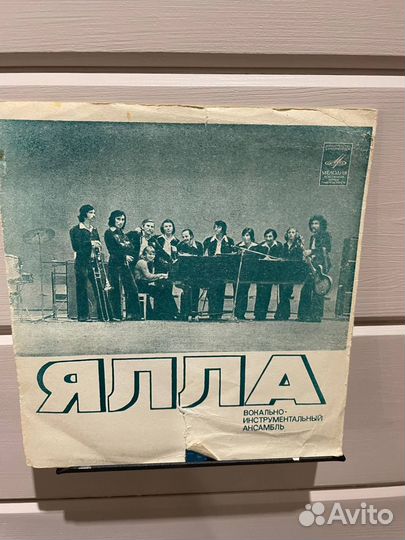 МЕЛОДИЯ
ЯЛЛА
ВОКАЛЬНО-
ИНСТРУМЕНТАЛЬНЫЙ
АНСАМБЛЬ
Avito